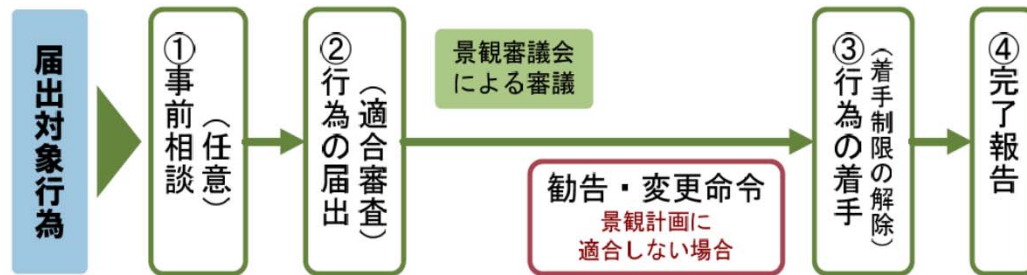 届出対象行為
①事前相談
（任意）
②行為の届出
（適合審査）
景観審議会
による審議
勧告・変更命令
景観計画に
適合しない場合
③行為の着手
（着手制限の解除）
④完了報告